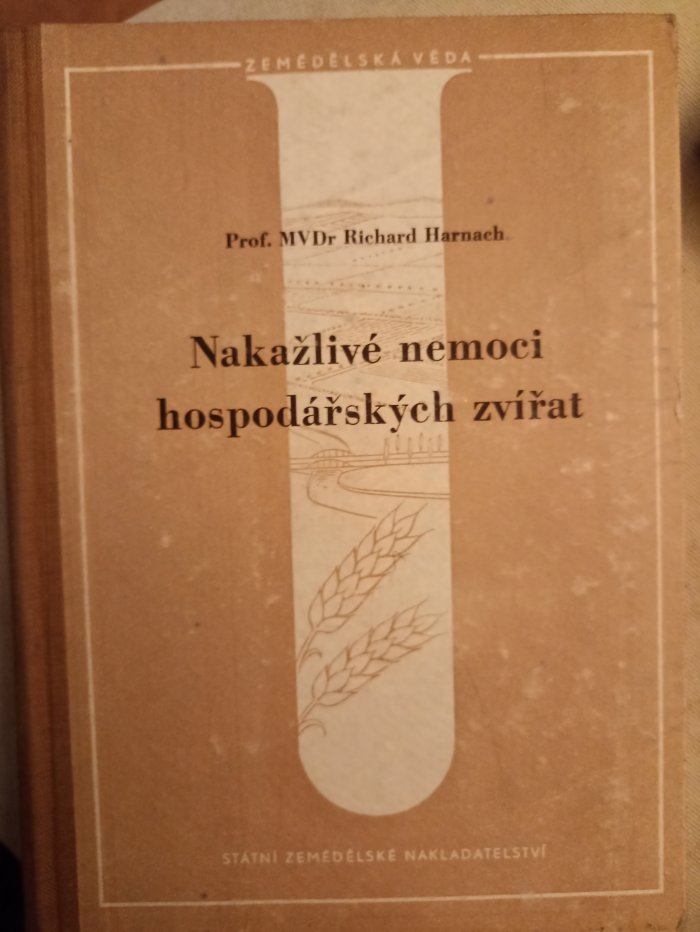 ZEMĚDĚLSKÁ VĚDA
Prof. MVDr Richard Harnach
Nakažlivé nemoci
hospodářských zvířat
STÁTNÍ ZEMĚDĚLSKÉ NAKLADATELSTVÍ